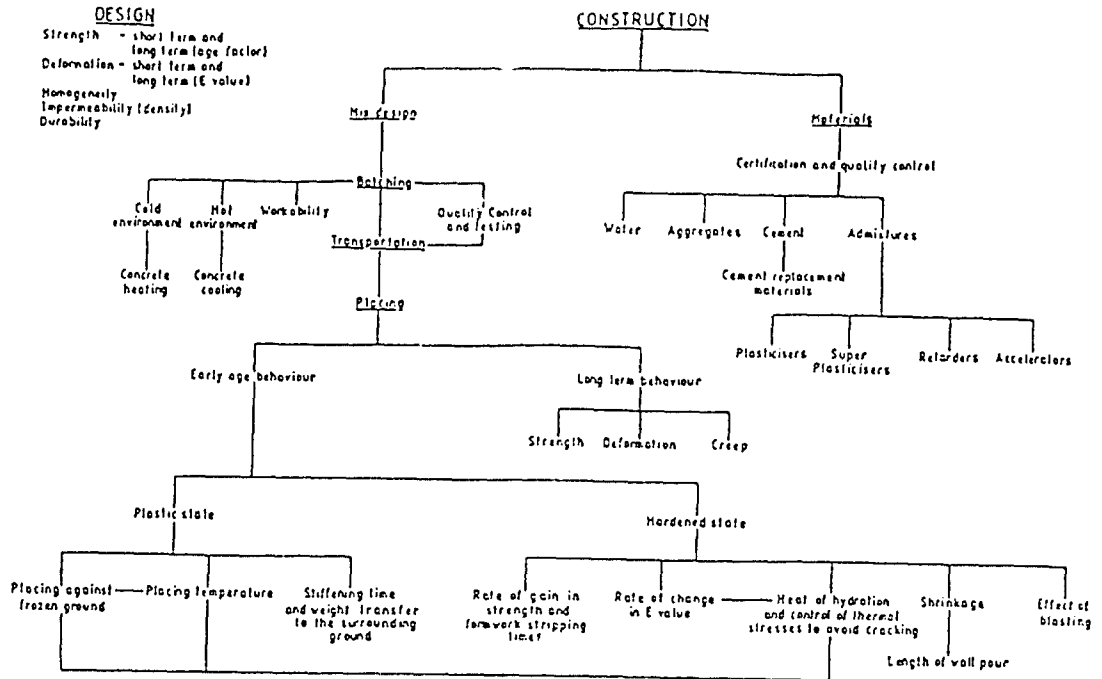 DESIGN
Strength - short term and
long term (age factor)
Deformation - short term and
long term (E value)
Homogeneity
Impermeability (density)
Durability
CONSTRUCTION
Mix design
Materials
Certification and quality control
Batching
Cold
environment
Hot
environment
Workability
Quality Control
and testing
Water
Aggregates
Cement
Admixtures
Transportation
Concrete
heating
Concrete
cooling
Cement replacement
materials
Placing
Plasticisers
Super
Plasticisers
Retarders
Accelerators
Early age behaviour
Long term behaviour
Strength
Deformation
Creep
Plastic state
Hardened state
Placing against
frozen ground
Placing temperature
Stiffening time
and weight transfer
to the surrounding
ground
Rate of gain in
strength and
formwork stripping
times
Rate of change
in E value
Heat of hydration
and control of thermal
stresses to avoid cracking
Shrinkage
Effect of
blasting
Length of wall pour